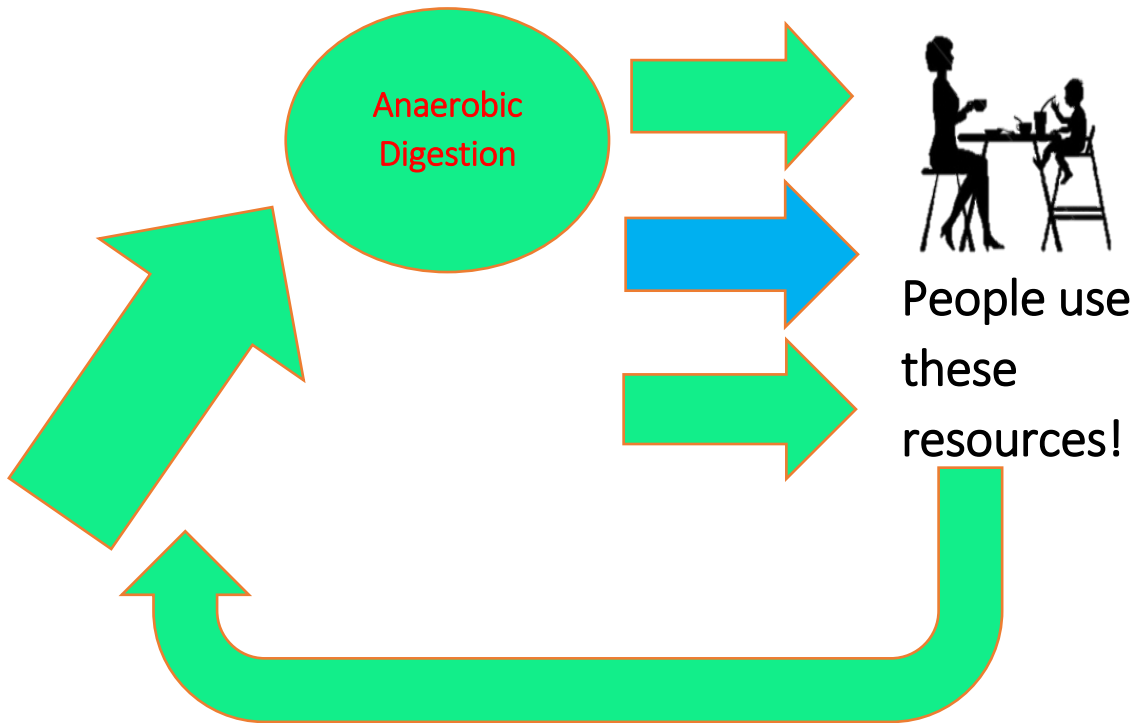 Anaerobic
Digestion
People use
these
resources!